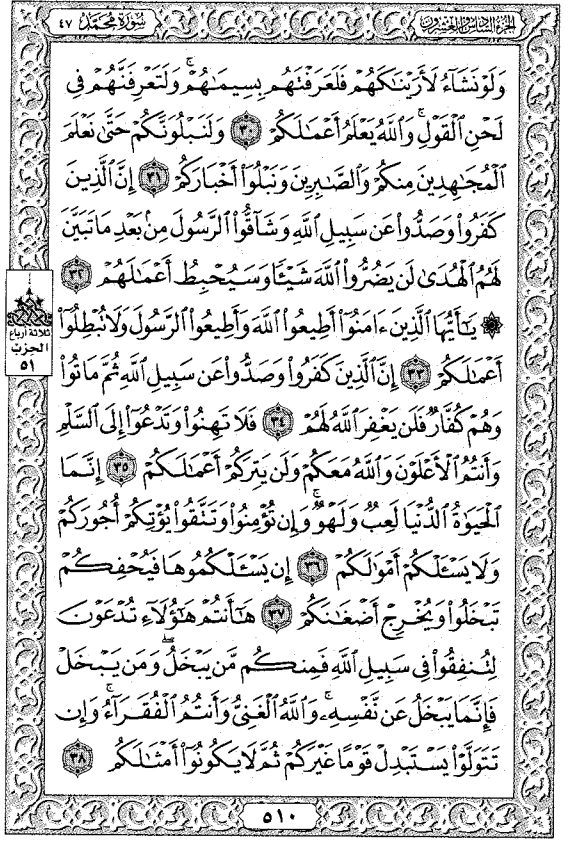 الجزء السادس والعشرون
سورة محمد ٤٧
وَلَوْ نَشَآءُ لَأَرَيْنَـٰكَهُمْ فَلَعَرَفْتَهُم بِسِيمَـٰهُمْ ۚ وَلَتَعْرِفَنَّهُمْ فِى
لَحْنِ ٱلْقَوْلِ ۚ وَٱللَّهُ يَعْلَمُ أَعْمَـٰلَكُمْ ٣٠ وَلَنَبْلُوَنَّكُمْ حَتَّىٰ نَعْلَمَ
ٱلْمُجَـٰهِدِينَ مِنكُمْ وَٱلصَّـٰبِرِينَ وَنَبْلُوَا۟ أَخْبَارَكُمْ ٣١ إِنَّ ٱلَّذِينَ
كَفَرُوا۟ وَصَدُّوا۟ عَن سَبِيلِ ٱللَّهِ وَشَآقُّوا۟ ٱلرَّسُولَ مِنۢ بَعْدِ مَا تَبَيَّنَ
لَهُمُ ٱلْهُدَىٰ لَن يَضُرُّوا۟ ٱللَّهَ شَيْـًٔا وَسَيُحْبِطُ أَعْمَـٰلَهُمْ ٣٢
۞ يَـٰٓأَيُّهَا ٱلَّذِينَ ءَامَنُوٓا۟ أَطِيعُوا۟ ٱللَّهَ وَأَطِيعُوا۟ ٱلرَّسُولَ وَلَا تُبْطِلُوٓا۟
أَعْمَـٰلَكُمْ ٣٣ إِنَّ ٱلَّذِينَ كَفَرُوا۟ وَصَدُّوا۟ عَن سَبِيلِ ٱللَّهِ ثُمَّ مَاتُوا۟
وَهُمْ كُفَّارٌ فَلَن يَغْفِرَ ٱللَّهُ لَهُمْ ٣٤ فَلَا تَهِنُوا۟ وَتَدْعُوٓا۟ إِلَى ٱلسَّلْمِ
وَأَنتُمُ ٱلْأَعْلَوْنَ وَٱللَّهُ مَعَكُمْ وَلَن يَتِرَكُمْ أَعْمَـٰلَكُمْ ٣٥ إِنَّمَا
ٱلْحَيَوٰةُ ٱلدُّنْيَا لَعِبٌ وَلَهْوٌ ۚ وَإِن تُؤْمِنُوا۟ وَتَتَّقُوا۟ يُؤْتِكُمْ أُجُورَكُمْ
وَلَا يَسْـَٔلْكُمْ أَمْوَٰلَكُمْ ٣٦ إِن يَسْـَٔلْكُمُوهَا فَيُحْفِكُمْ
تَبْخَلُوا۟ وَيُخْرِجْ أَضْغَـٰنَكُمْ ٣٧ هَـٰٓأَنتُمْ هَـٰٓؤُلَآءِ تُدْعَوْنَ
لِتُنفِقُوا۟ فِى سَبِيلِ ٱللَّهِ فَمِنكُم مَّن يَبْخَلُ ۖ وَمَن يَبْخَلْ
فَإِنَّمَا يَبْخَلُ عَن نَّفْسِهِۦ ۚ وَٱللَّهُ ٱلْغَنِىُّ وَأَنتُمُ ٱلْفُقَرَآءُ ۚ وَإِن
تَتَوَلَّوْا۟ يَسْتَبْدِلْ قَوْمًا غَيْرَكُمْ ثُمَّ لَا يَكُونُوٓا۟ أَمْثَـٰلَكُم ٣٨
ثلاثة أرباع
الحزب
٥١
٥١٠